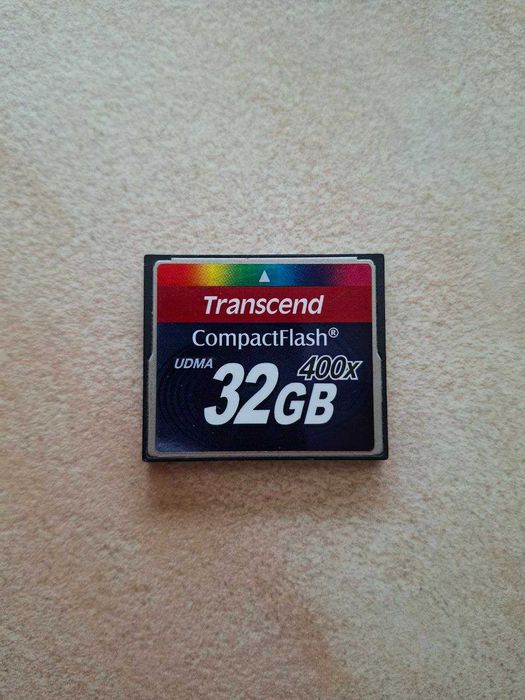 Transcend
CompactFlash®
UDMA 400x
32GB